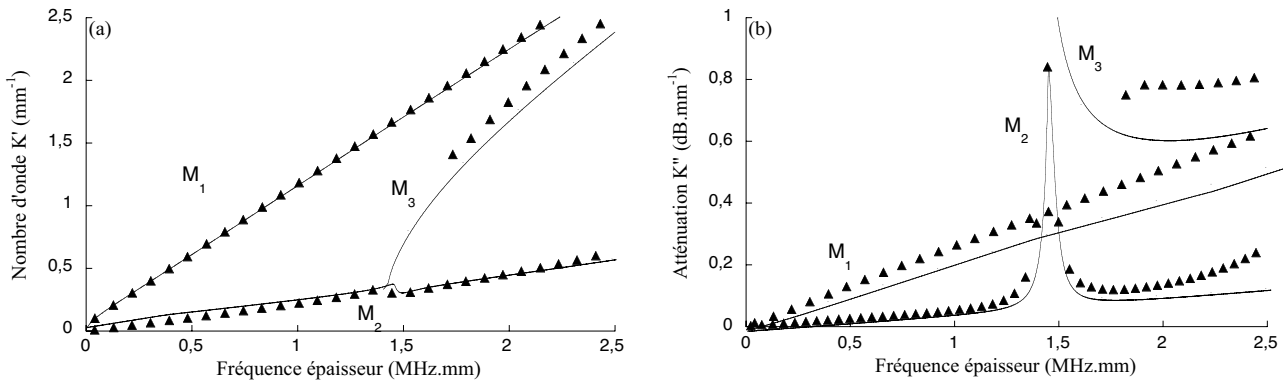 (a)
2,5
2
1,5
1
0,5
0
Nombre d'onde K' (mm-1)
M1
M3
M2
0 0,5 1 1,5 2 2,5
Fréquence épaisseur (MHz.mm)
(b)
1
0,8
0,6
0,4
0,2
0
Atténuation K" (dB.mm-1)
M3
M2
M1
0 0,5 1 1,5 2 2,5
Fréquence épaisseur (MHz.mm)